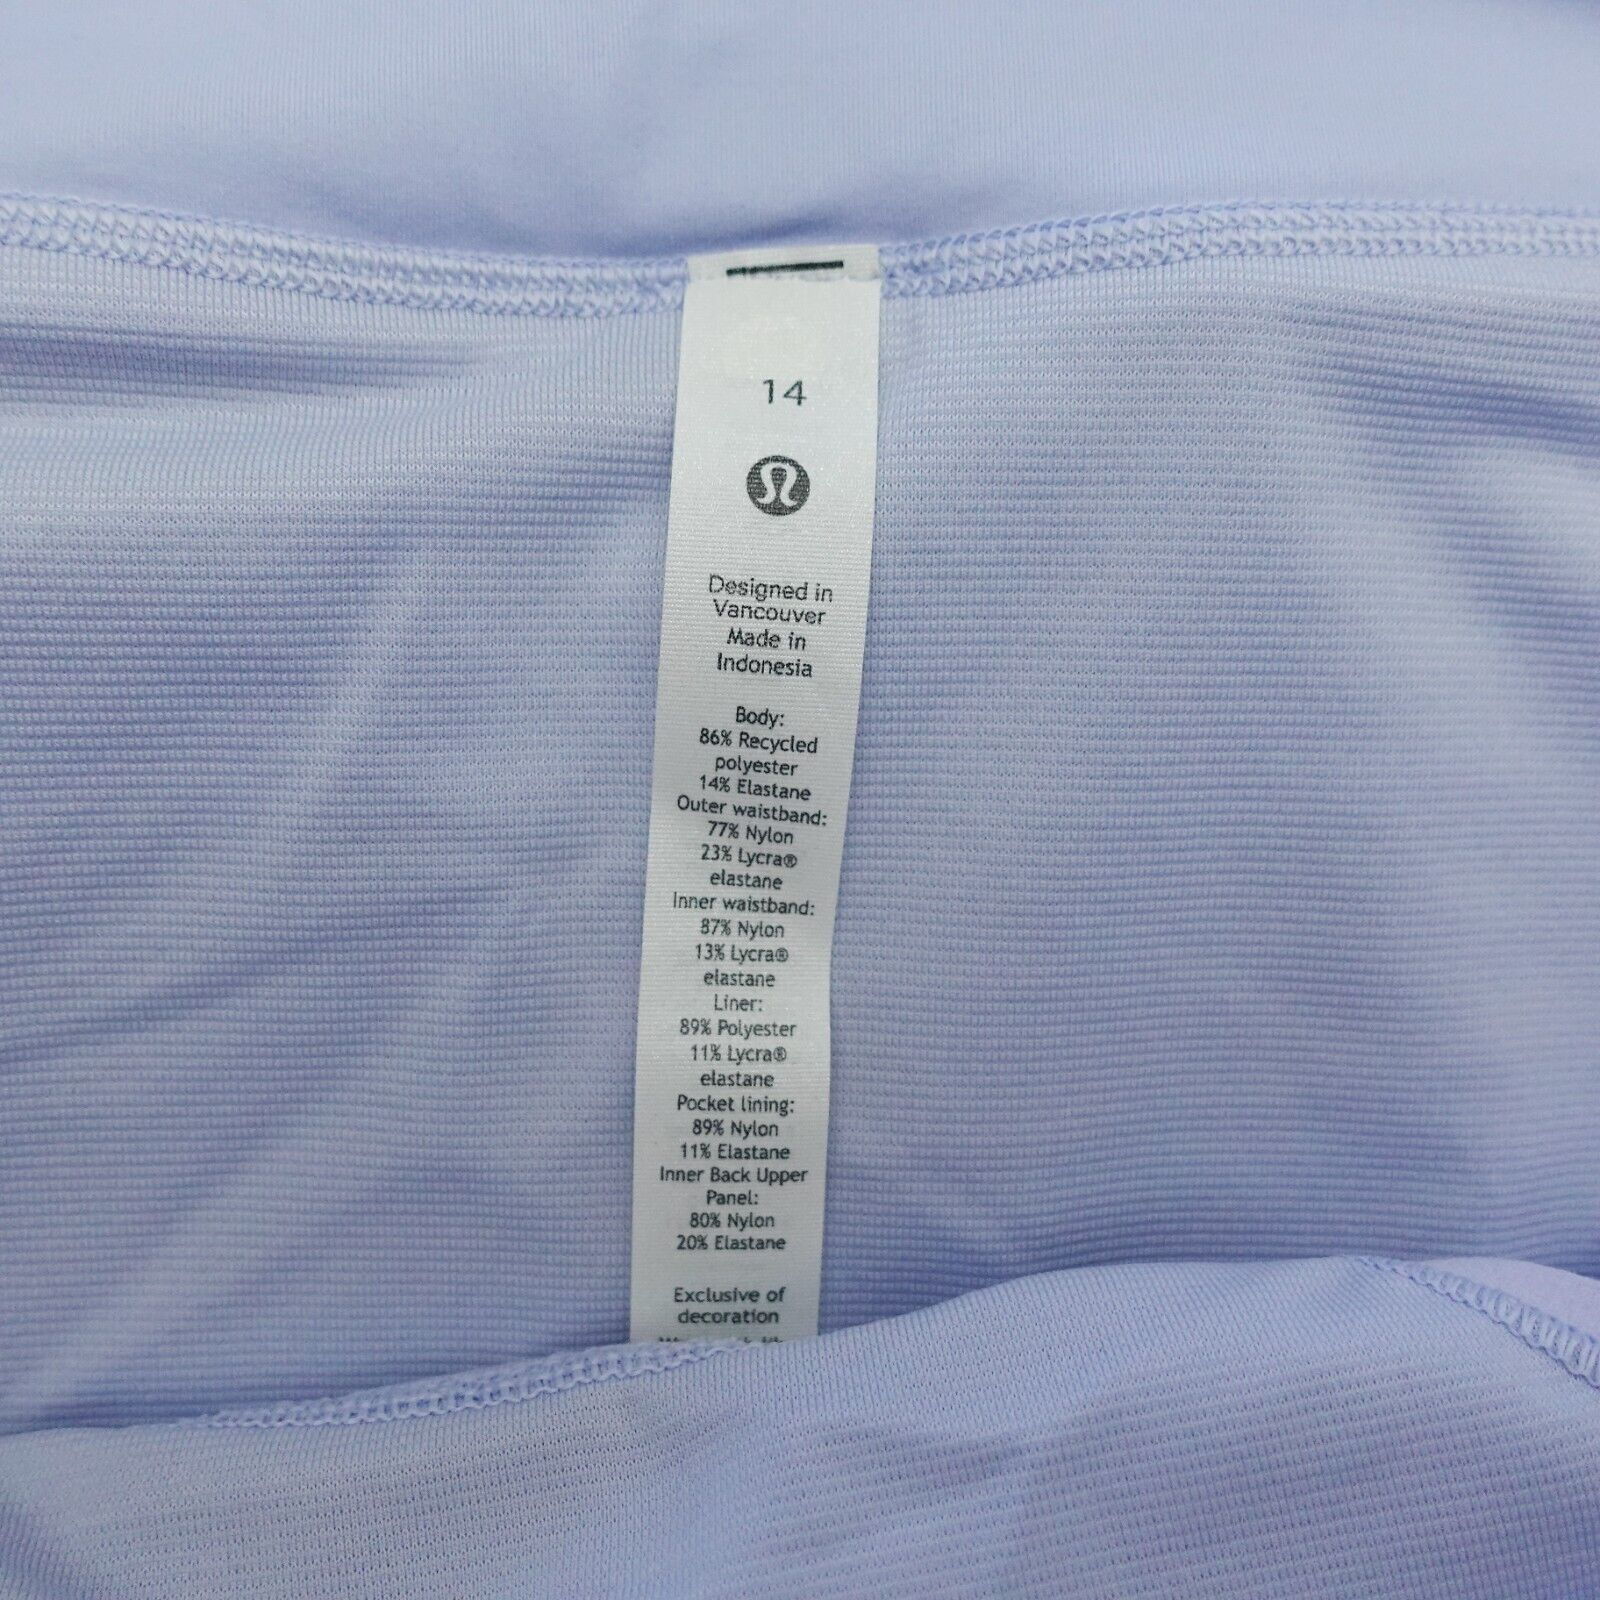 14
Designed in
Vancouver
Made in
Indonesia
Body:
86% Recycled
polyester
14% Elastane
Outer waistband:
77% Nylon
23% Lycra®
elastane
Inner waistband:
87% Nylon
13% Lycra®
elastane
Liner:
89% Polyester
11% Lycra®
elastane
Pocket lining:
89% Nylon
11% Elastane
Inner Back Upper
Panel:
80% Nylon
20% Elastane
Exclusive of
decoration